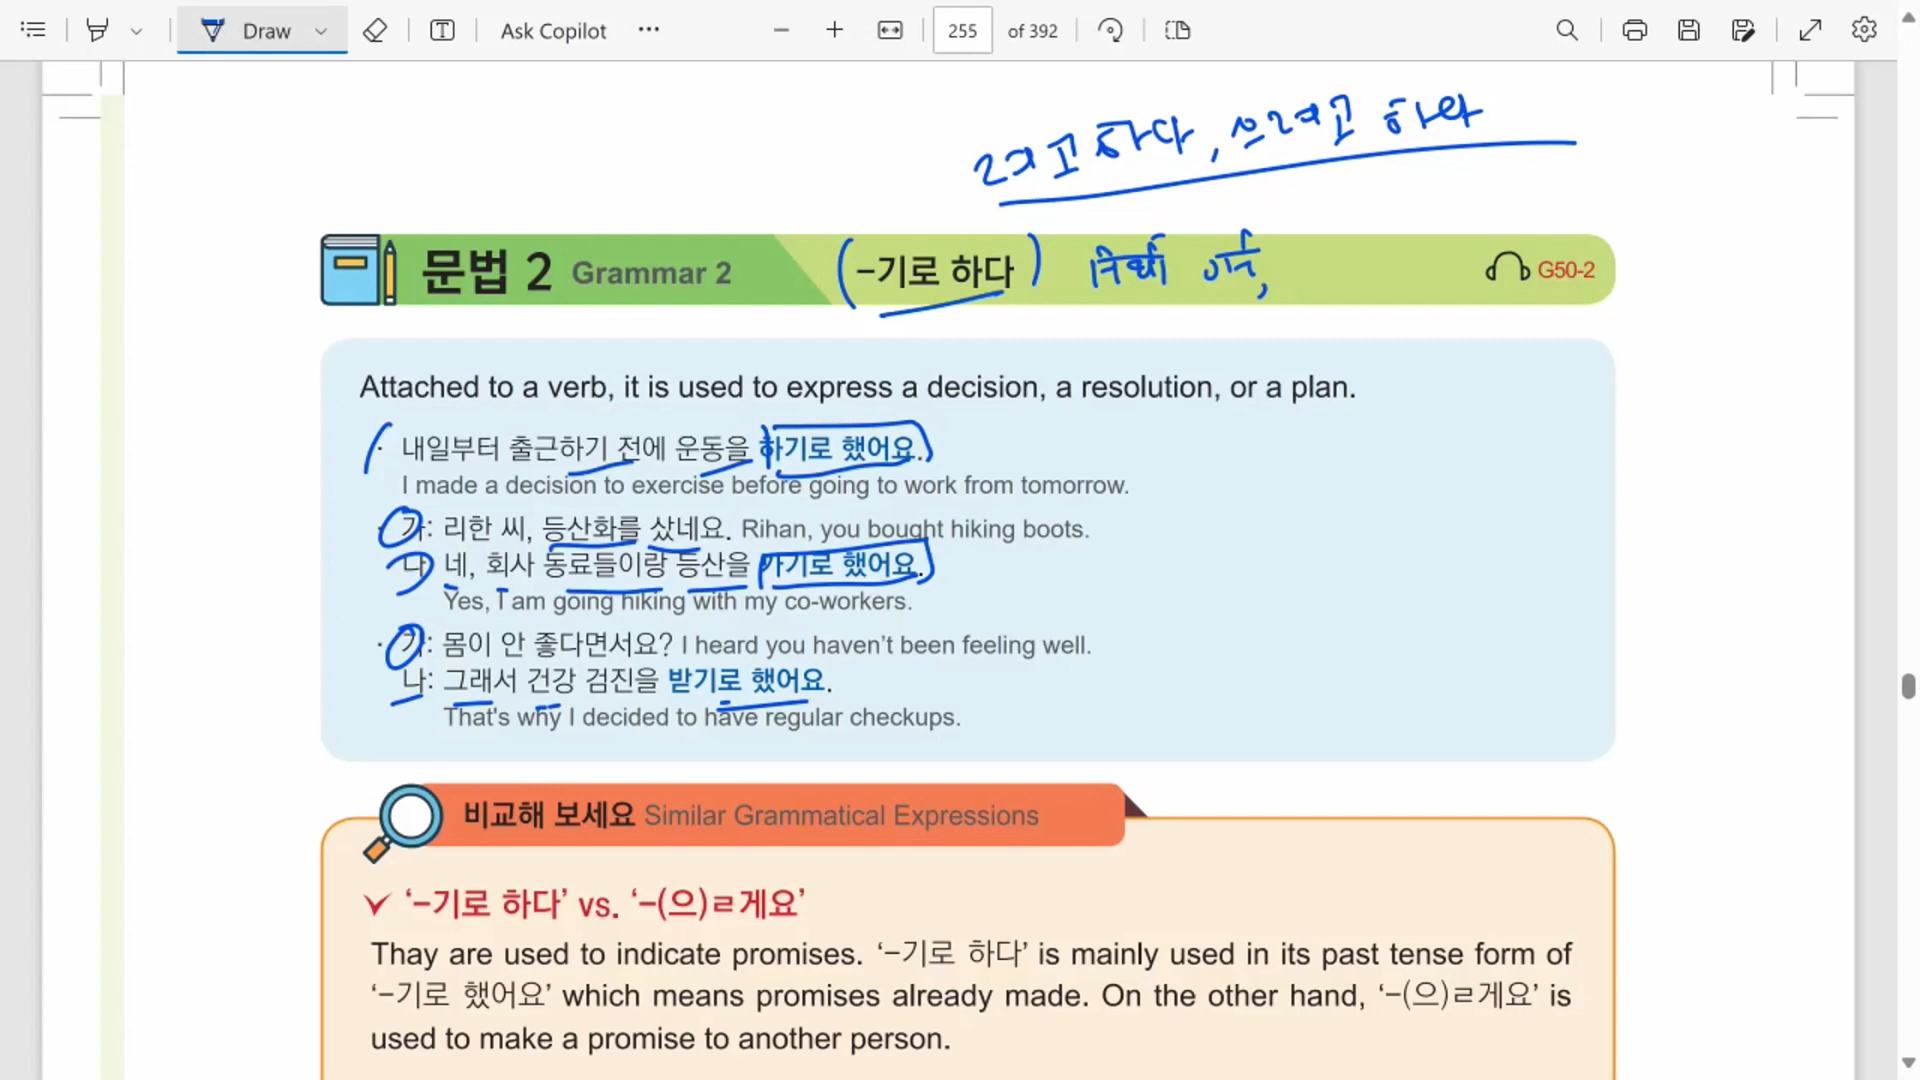 Draw
Ask Copilot
255 of 392
려고 하다, 으려고 하다
문법 2 Grammar 2 (-기로 하다) G50-2
Attached to a verb, it is used to express a decision, a resolution, or a plan.
· 내일부터 출근하기 전에 운동을 하기로 했어요.
I made a decision to exercise before going to work from tomorrow.
· 가: 리한 씨, 등산화를 샀네요. Rihan, you bought hiking boots.
나: 네, 회사 동료들이랑 등산을 가기로 했어요.
Yes, I am going hiking with my co-workers.
· 가: 몸이 안 좋다면서요? I heard you haven't been feeling well.
나: 그래서 건강 검진을 받기로 했어요.
That's why I decided to have regular checkups.
비교해 보세요 Similar Grammatical Expressions
'-기로 하다' vs. '-(으)ㄹ게요'
Thay are used to indicate promises. '-기로 하다' is mainly used in its past tense form of
'-기로 했어요' which means promises already made. On the other hand, '-(으)ㄹ게요' is
used to make a promise to another person.